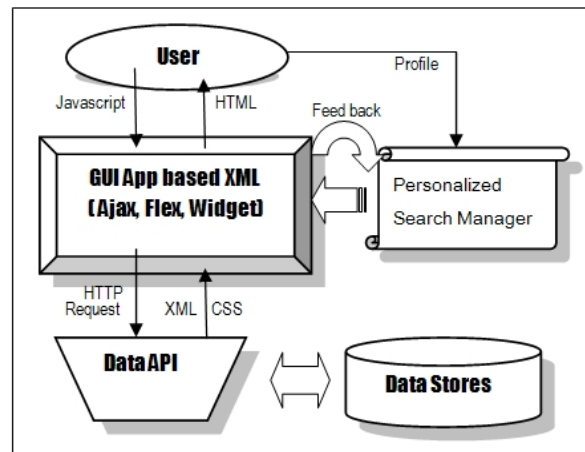 User
Profile
Javascript
HTML
Feed back
GUI App based XML
(Ajax, Flex, Widget)
Personalized
Search Manager
HTTP
Request
XML
CSS
Data API
Data Stores